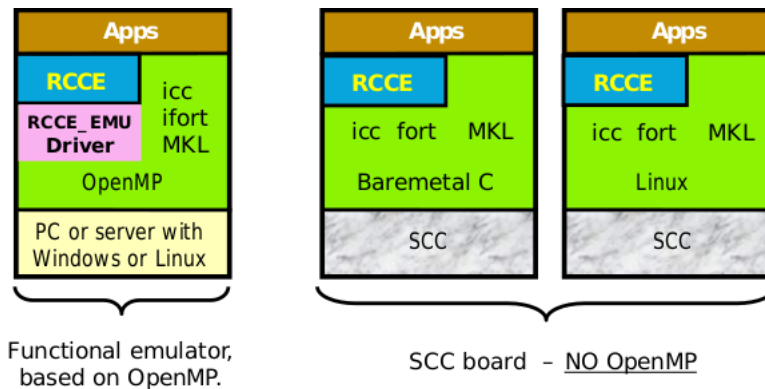 Apps
RCCE
icc
ifort
MKL
RCCE_EMU
Driver
OpenMP
PC or server with
Windows or Linux
Functional emulator,
based on OpenMP.
Apps
RCCE
icc fort MKL
Baremetal C
SCC
Apps
RCCE
icc fort MKL
Linux
SCC
SCC board – NO OpenMP